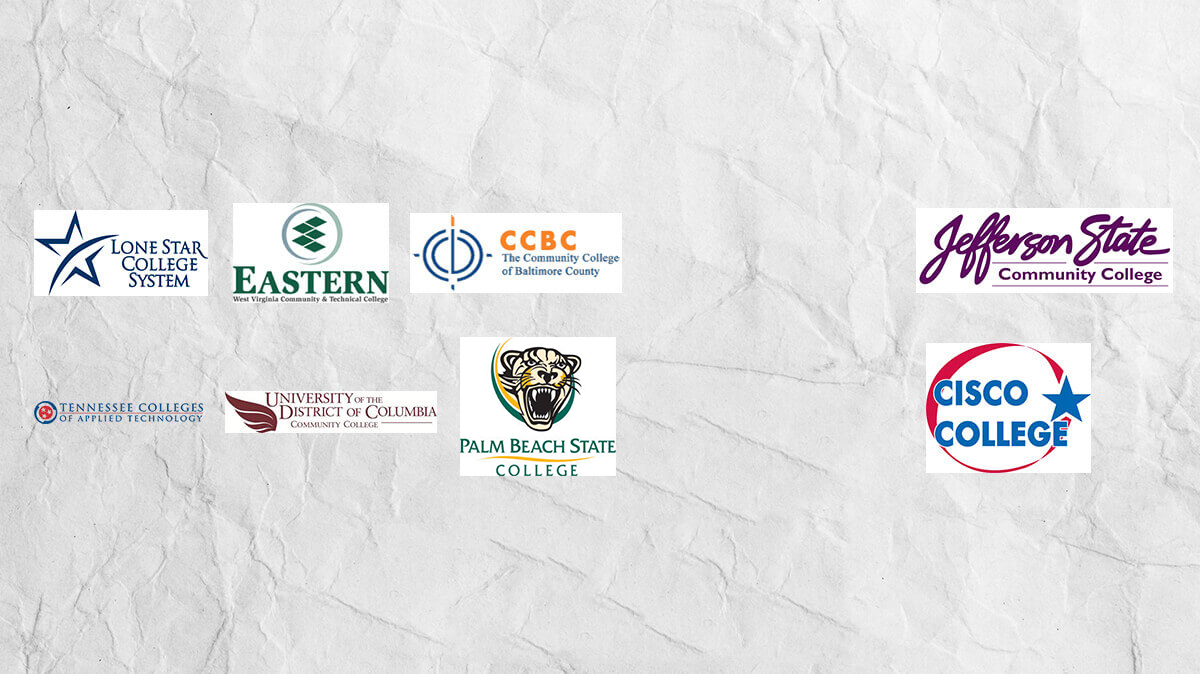 LONE STAR
COLLEGE
SYSTEM
EASTERN
West Virginia Community & Technical College
CCBC
The Community College
of Baltimore County
Jefferson State
Community College
TENNESSEE COLLEGES
OF APPLIED TECHNOLOGY
UNIVERSITY OF THE
DISTRICT OF COLUMBIA
COMMUNITY COLLEGE
PALM BEACH STATE
COLLEGE
CISCO
COLLEGE